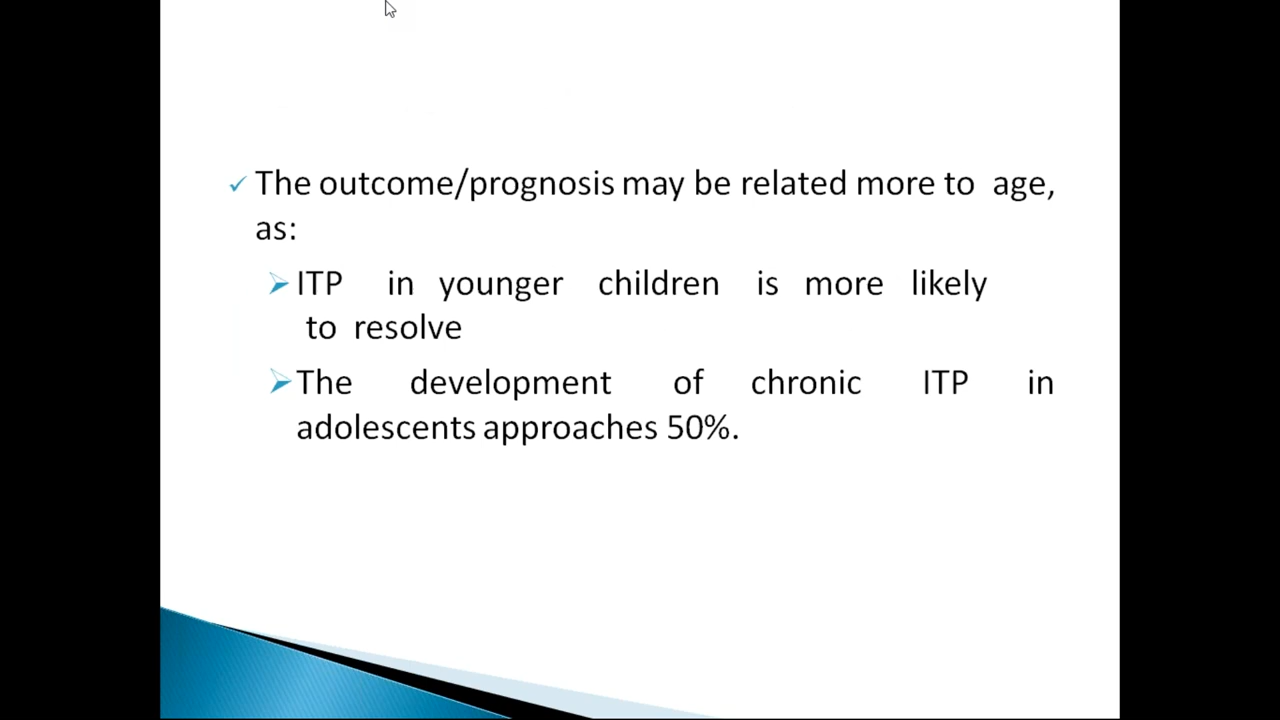 The outcome/prognosis may be related more to age,
as:
ITP in younger children is more likely
to resolve
The development of chronic ITP in
adolescents approaches 50%.